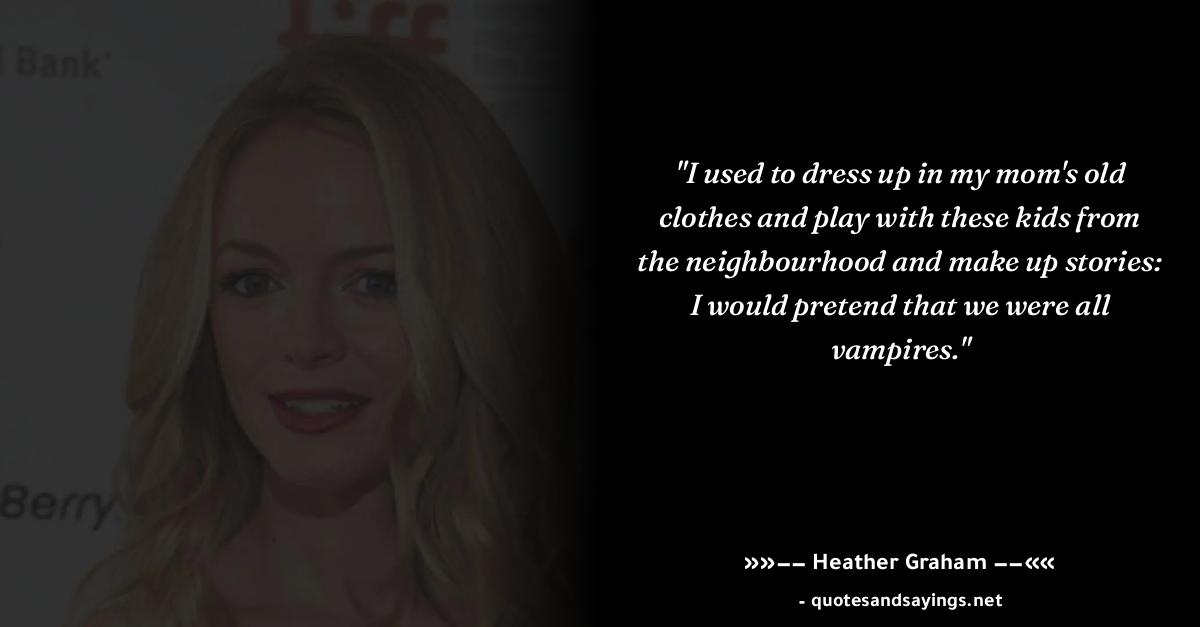 tiff
Bank
Berry
"I used to dress up in my mom's old
clothes and play with these kids from
the neighbourhood and make up stories:
I would pretend that we were all
vampires."
»»–– Heather Graham ––««
- quotesandsayings.net